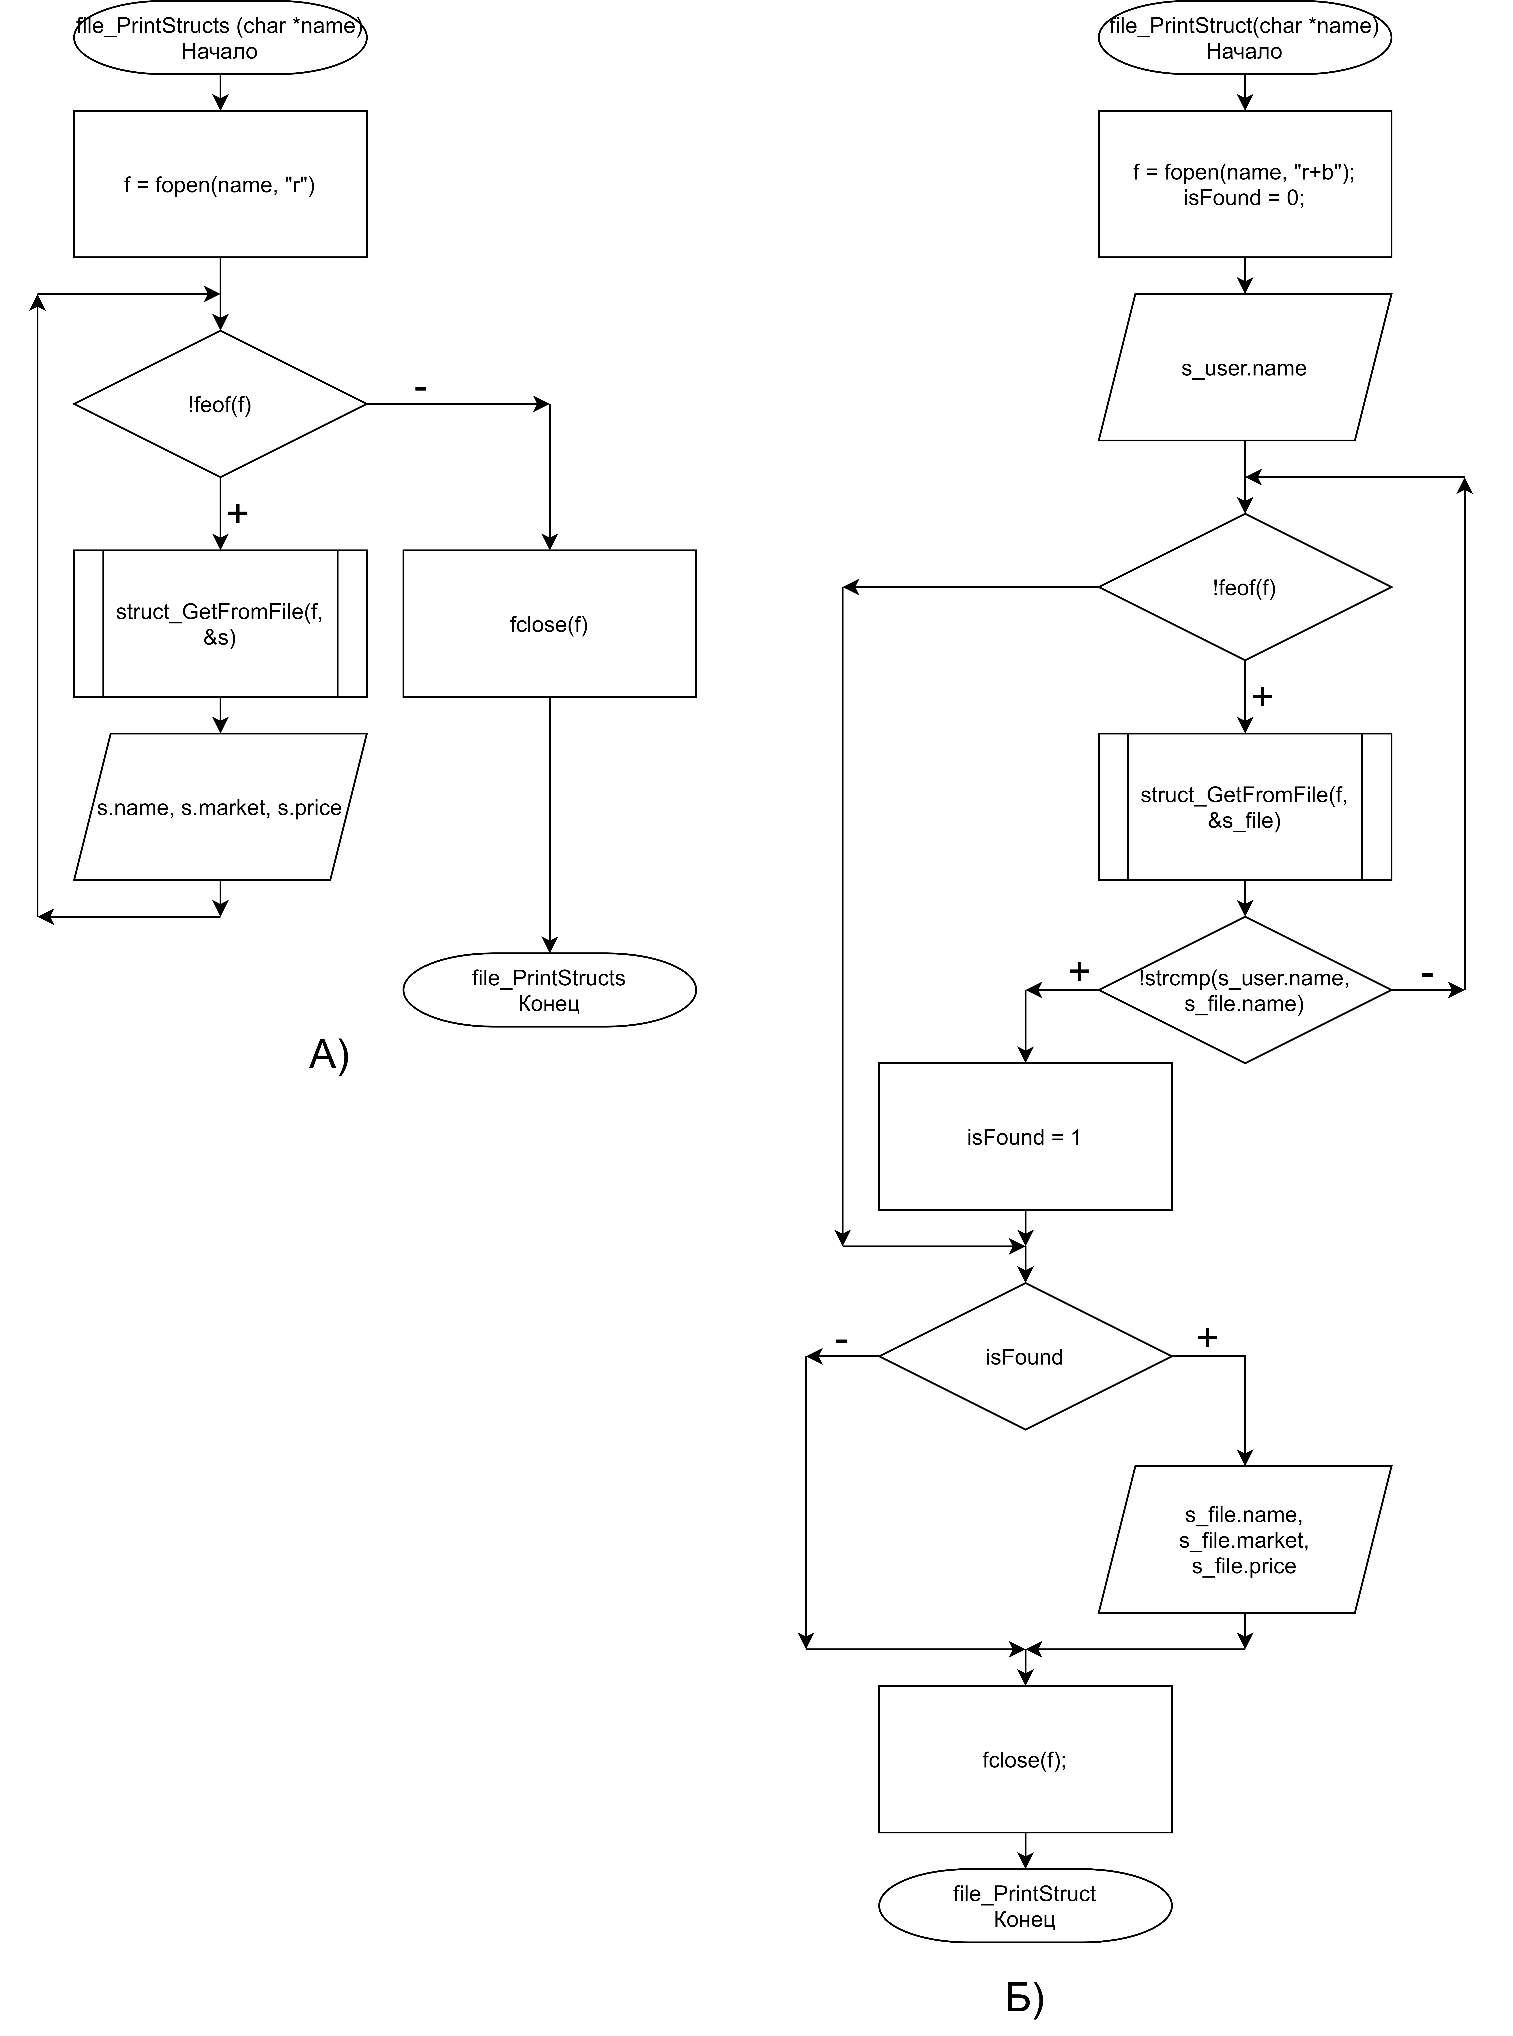 file_PrintStructs (char *name)
Начало
f = fopen(name, "r")
!feof(f)
-
+
struct_GetFromFile(f,
&s)
fclose(f)
s.name, s.market, s.price
file_PrintStructs
Конец
А)
file_PrintStruct(char *name)
Начало
f = fopen(name, "r+b");
isFound = 0;
s_user.name
!feof(f)
+
struct_GetFromFile(f,
&s_file)
+
!strcmp(s_user.name,
s_file.name)
-
isFound = 1
-
isFound
+
s_file.name,
s_file.market,
s_file.price
fclose(f);
file_PrintStruct
Конец
Б)